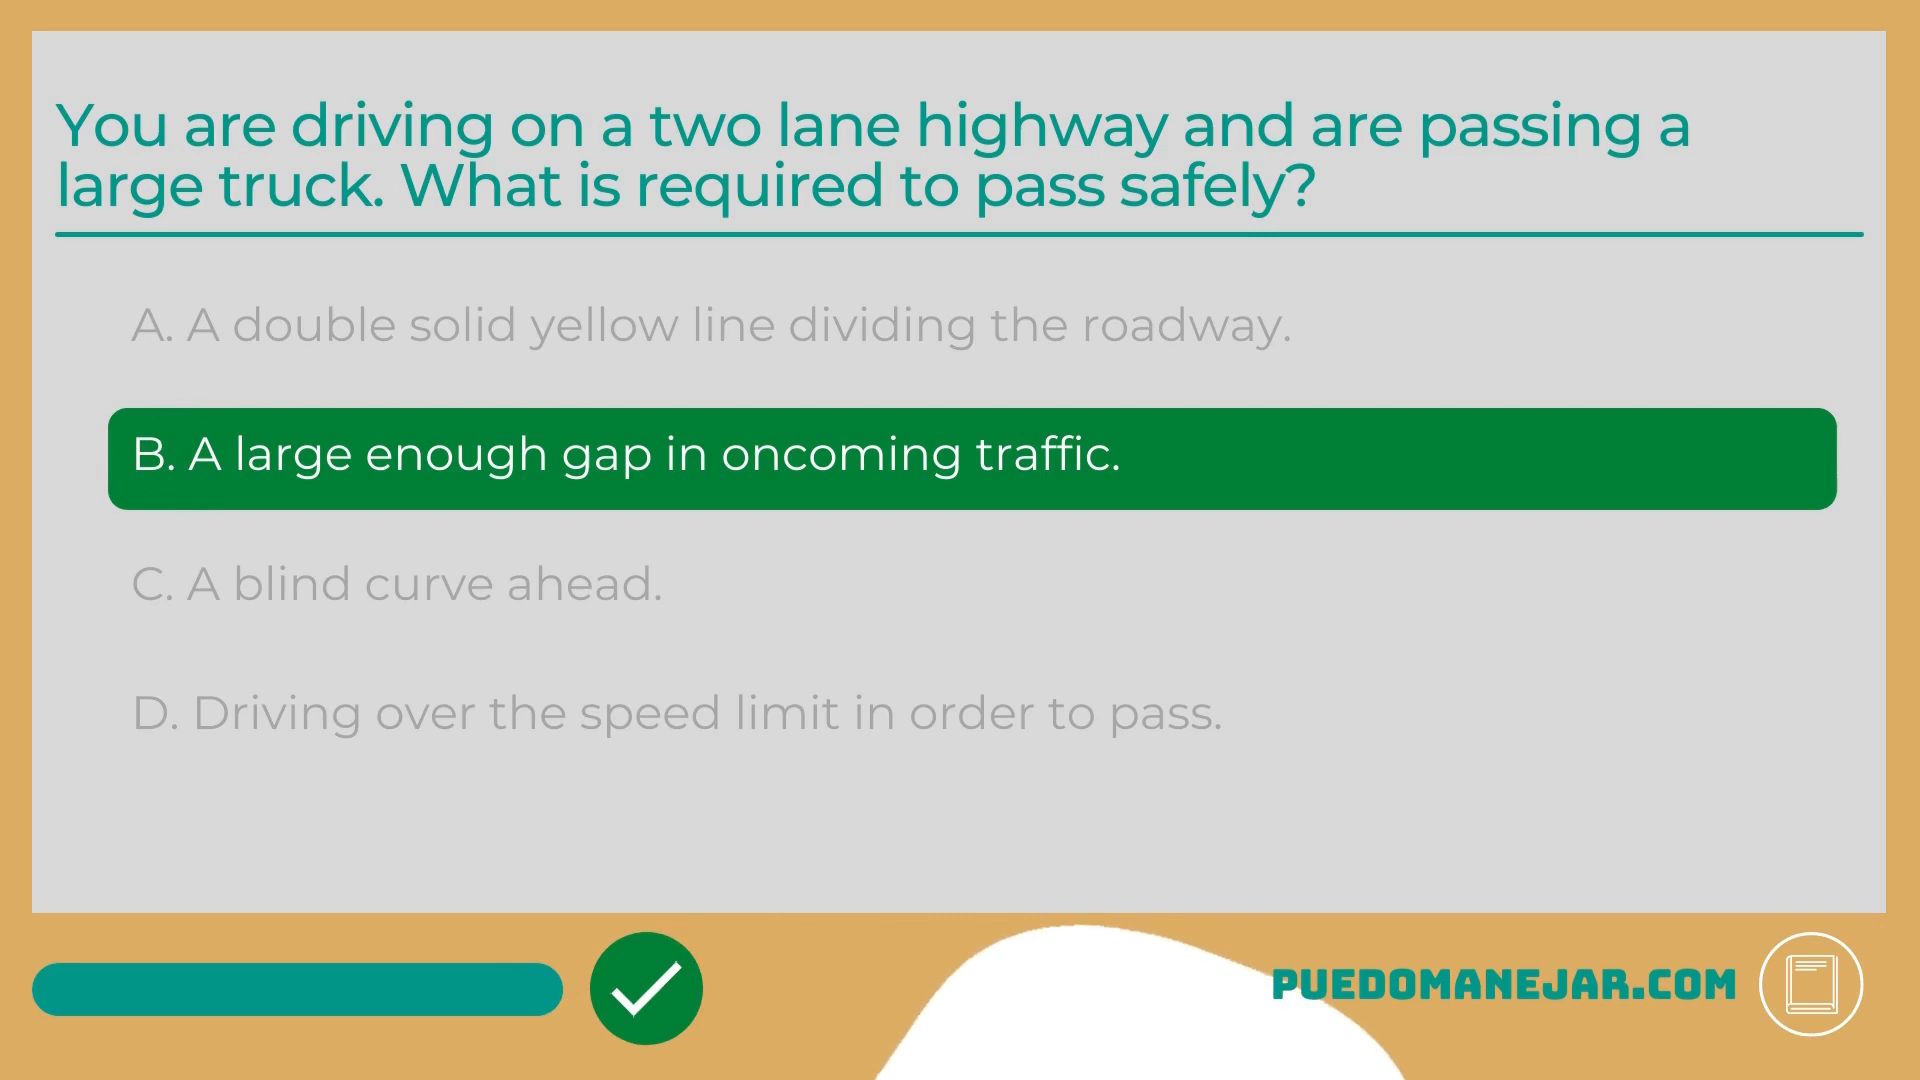 You are driving on a two lane highway and are passing a
large truck. What is required to pass safely?
A. A double solid yellow line dividing the roadway.
B. A large enough gap in oncoming traffic.
C. A blind curve ahead.
D. Driving over the speed limit in order to pass.
PUEDOMANEJAR.COM